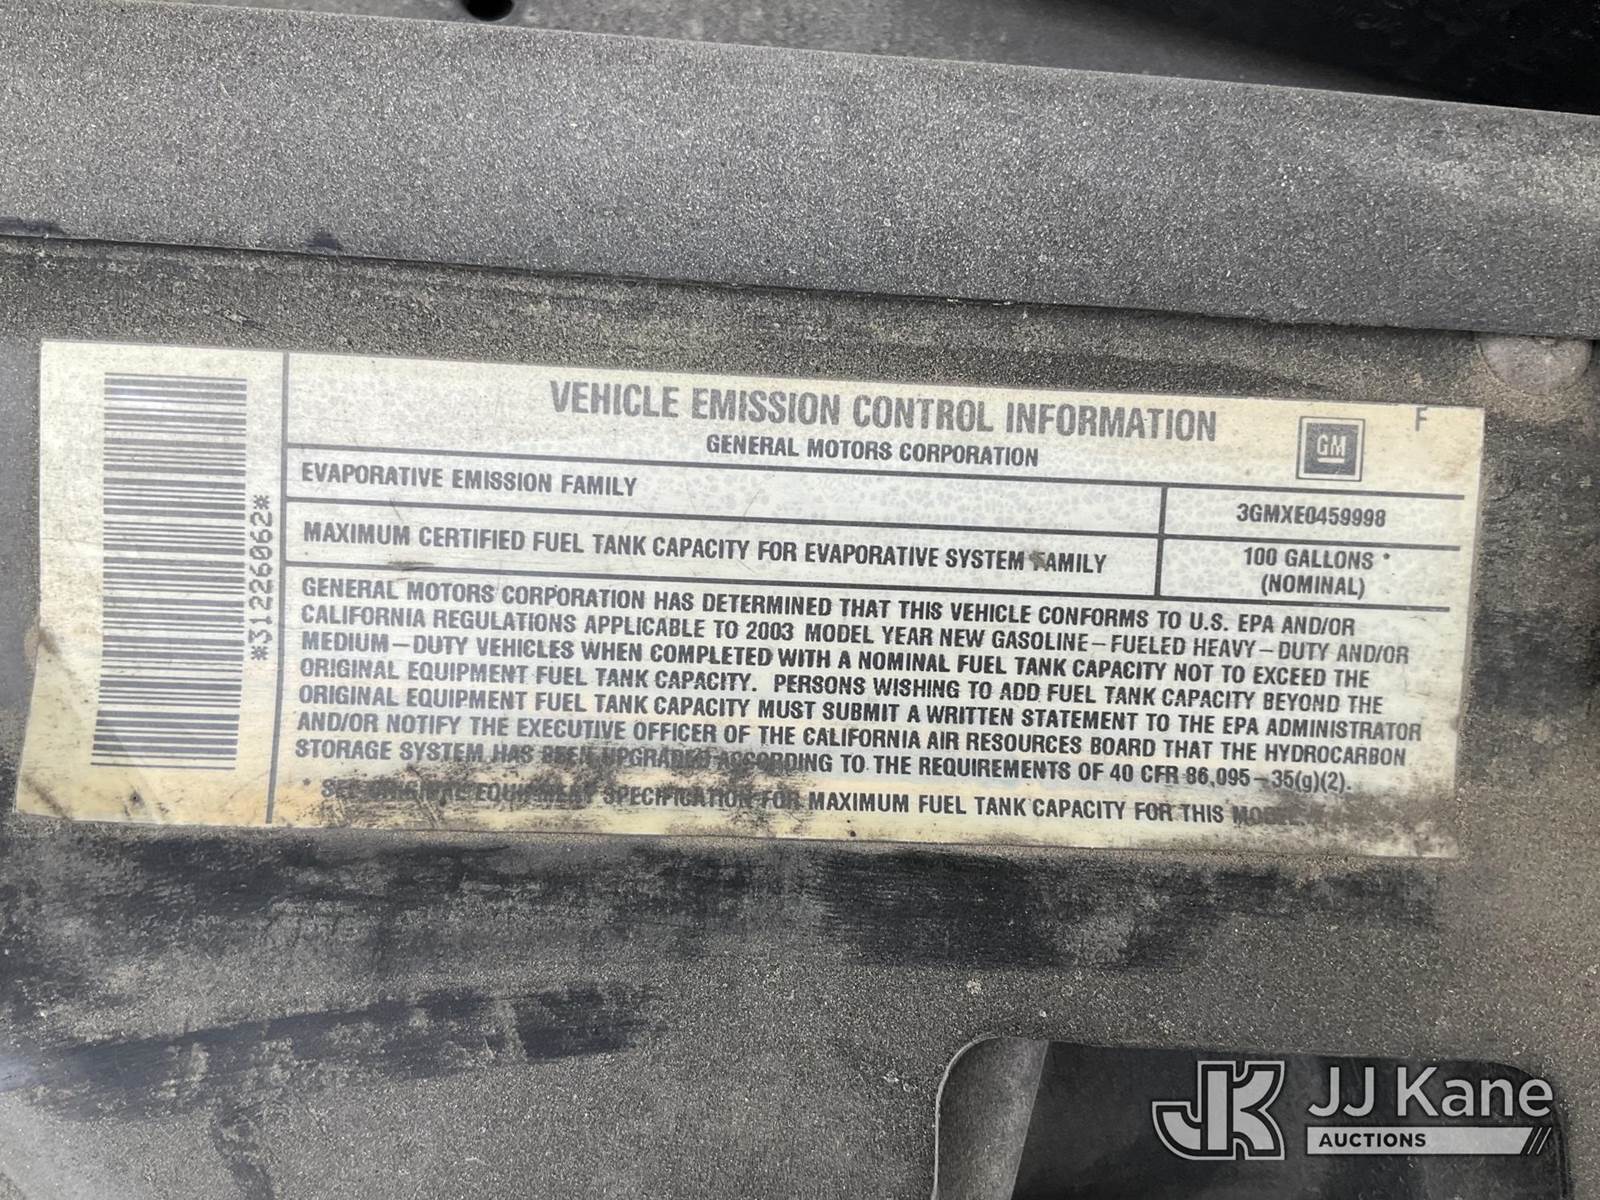 VEHICLE EMISSION CONTROL INFORMATION
F
GM
GENERAL MOTORS CORPORATION
EVAPORATIVE EMISSION FAMILY
3GMXE0459998
MAXIMUM CERTIFIED FUEL TANK CAPACITY FOR EVAPORATIVE SYSTEM FAMILY
100 GALLONS *
(NOMINAL)
GENERAL MOTORS CORPORATION HAS DETERMINED THAT THIS VEHICLE CONFORMS TO U.S. EPA AND/OR
CALIFORNIA REGULATIONS APPLICABLE TO 2003 MODEL YEAR NEW GASOLINE-FUELED HEAVY-DUTY AND/OR
MEDIUM-DUTY VEHICLES WHEN COMPLETED WITH A NOMINAL FUEL TANK CAPACITY NOT TO EXCEED THE
ORIGINAL EQUIPMENT FUEL TANK CAPACITY. PERSONS WISHING TO ADD FUEL TANK CAPACITY BEYOND THE
ORIGINAL EQUIPMENT FUEL TANK CAPACITY MUST SUBMIT A WRITTEN STATEMENT TO THE EPA ADMINISTRATOR
AND/OR NOTIFY THE EXECUTIVE OFFICER OF THE CALIFORNIA AIR RESOURCES BOARD THAT THE HYDROCARBON
STORAGE SYSTEM HAS BEEN UPGRADED ACCORDING TO THE REQUIREMENTS OF 40 CFR 86,095-35(g)(2).
* SEE ORIGINAL EQUIPMENT SPECIFICATION FOR MAXIMUM FUEL TANK CAPACITY FOR THIS MODEL
*31226062*
JK JJ Kane
AUCTIONS